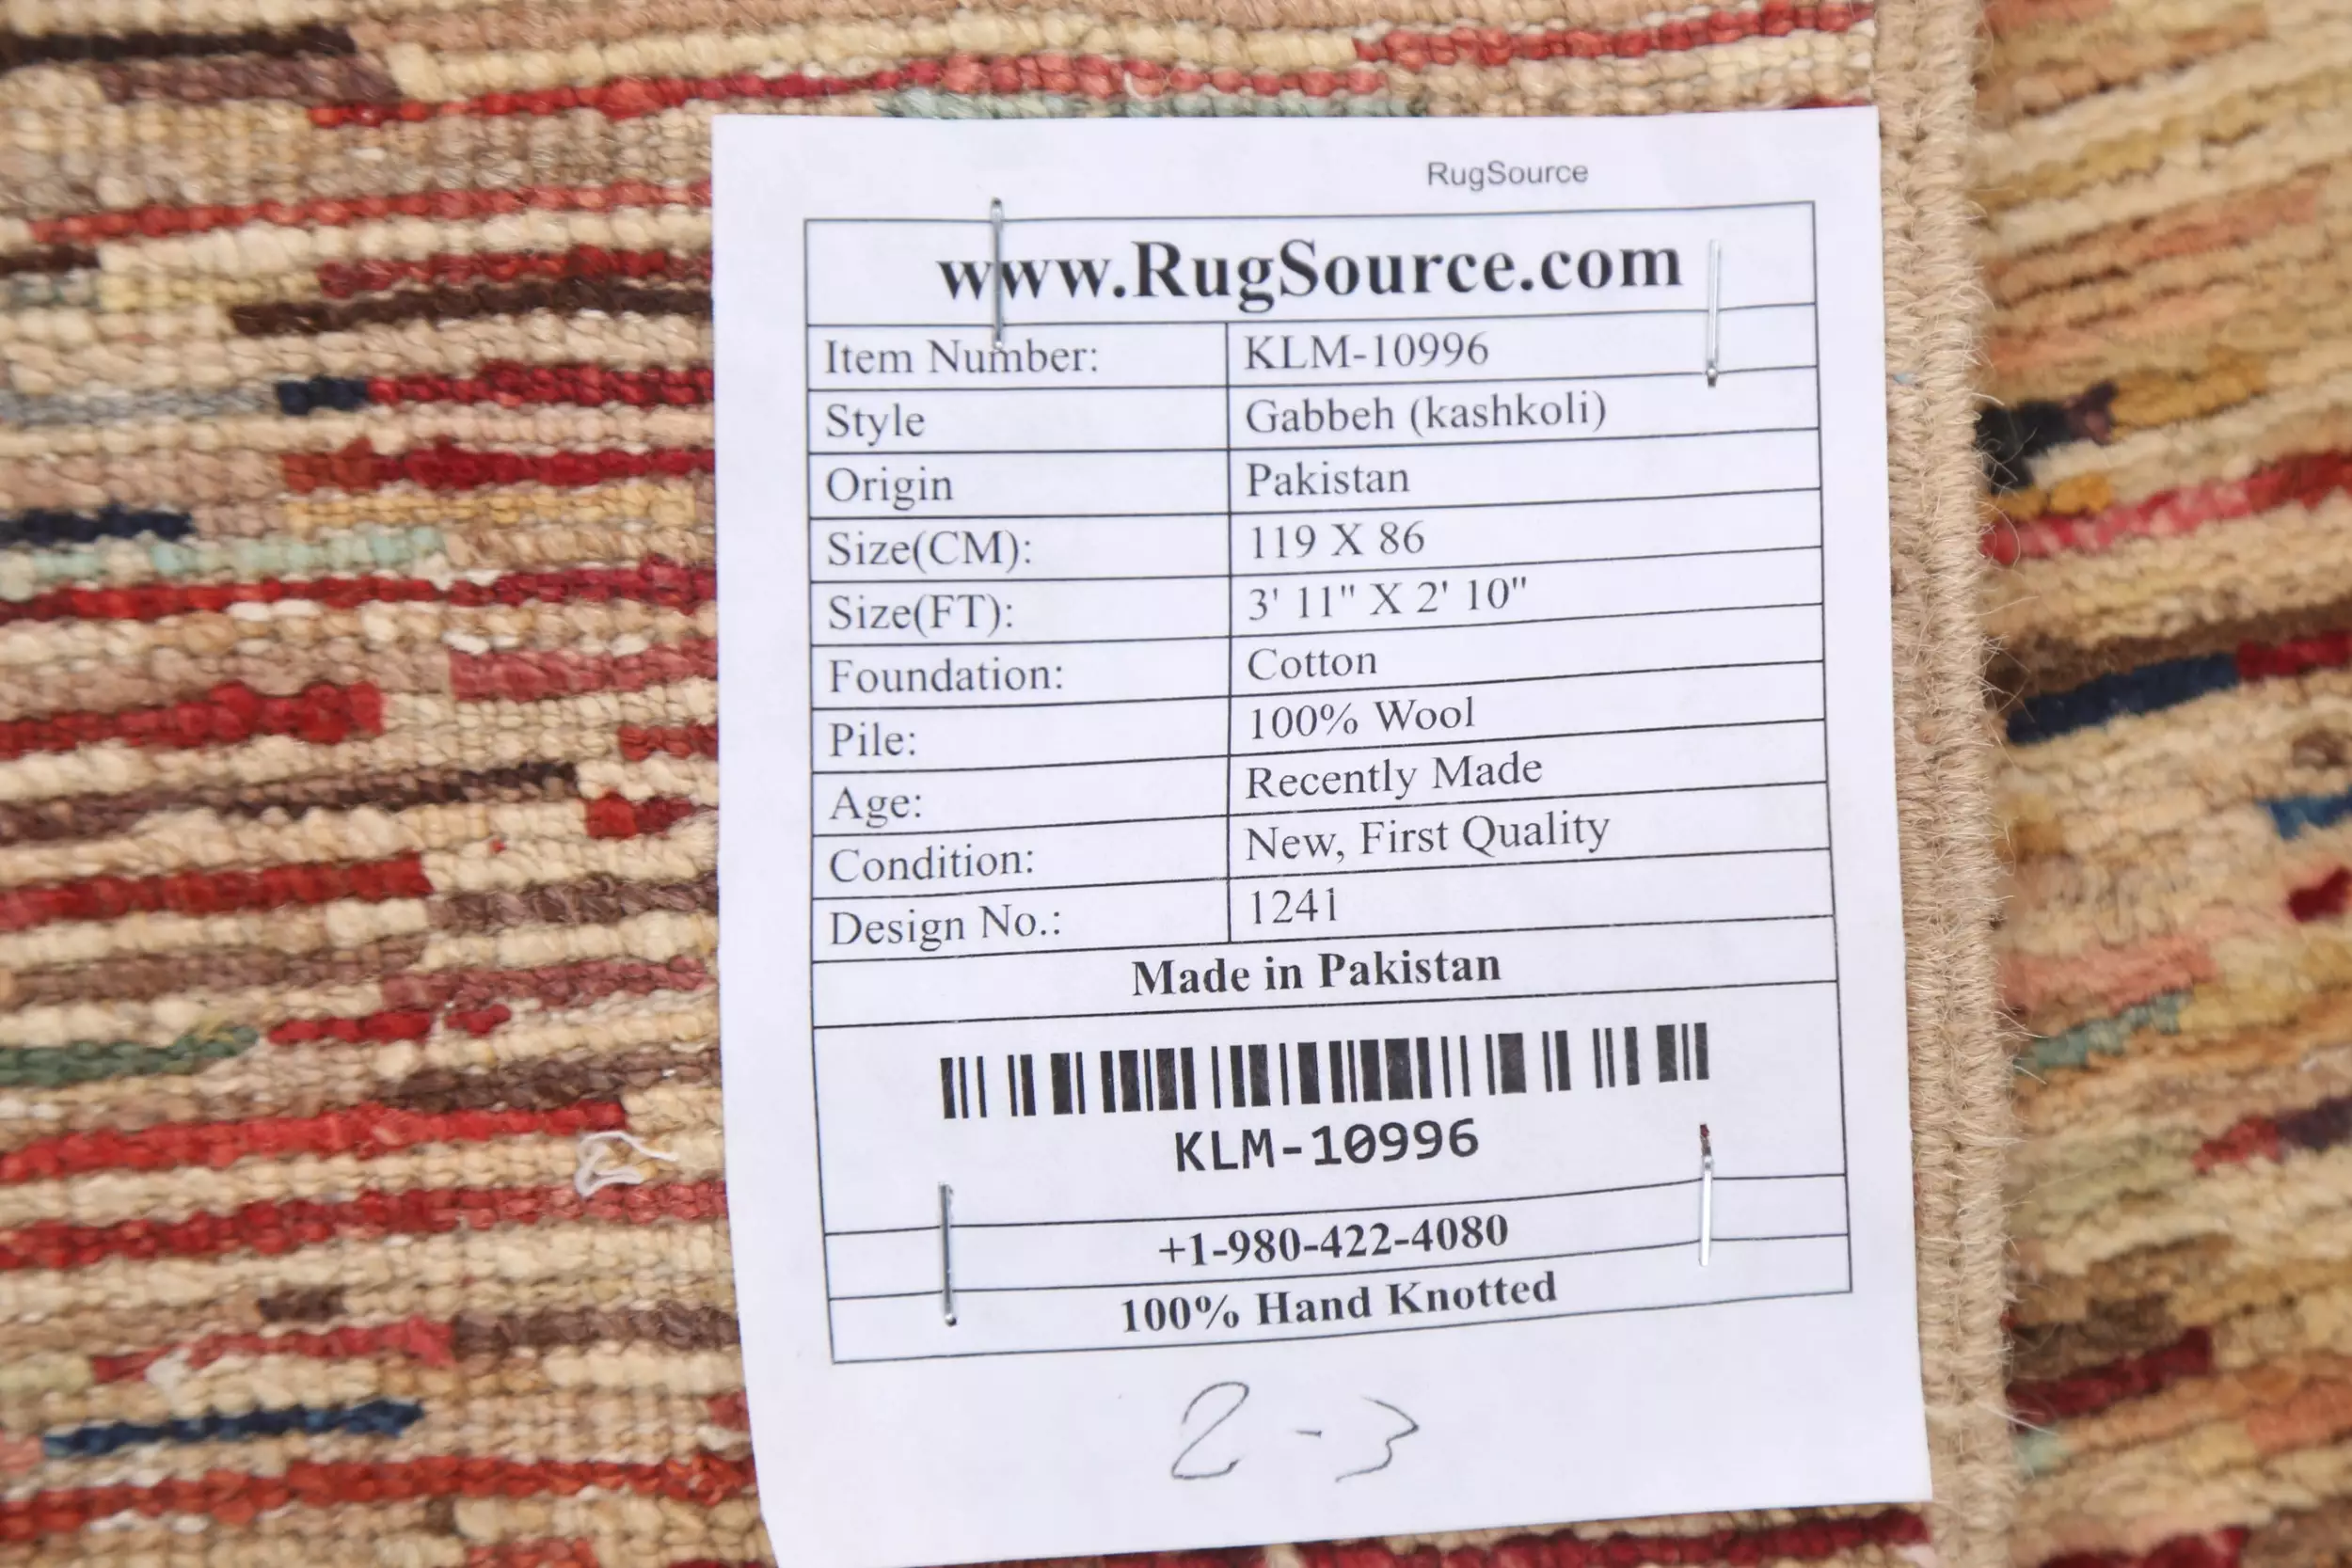 RugSource
www.RugSource.com
Item Number: KLM-10996
Style Gabbeh (kashkoli)
Origin Pakistan
Size(CM): 119 X 86
Size(FT): 3' 11" X 2' 10"
Foundation: Cotton
Pile: 100% Wool
Age: Recently Made
Condition: New, First Quality
Design No.: 1241
Made in Pakistan
KLM-10996
+1-980-422-4080
100% Hand Knotted
2-3